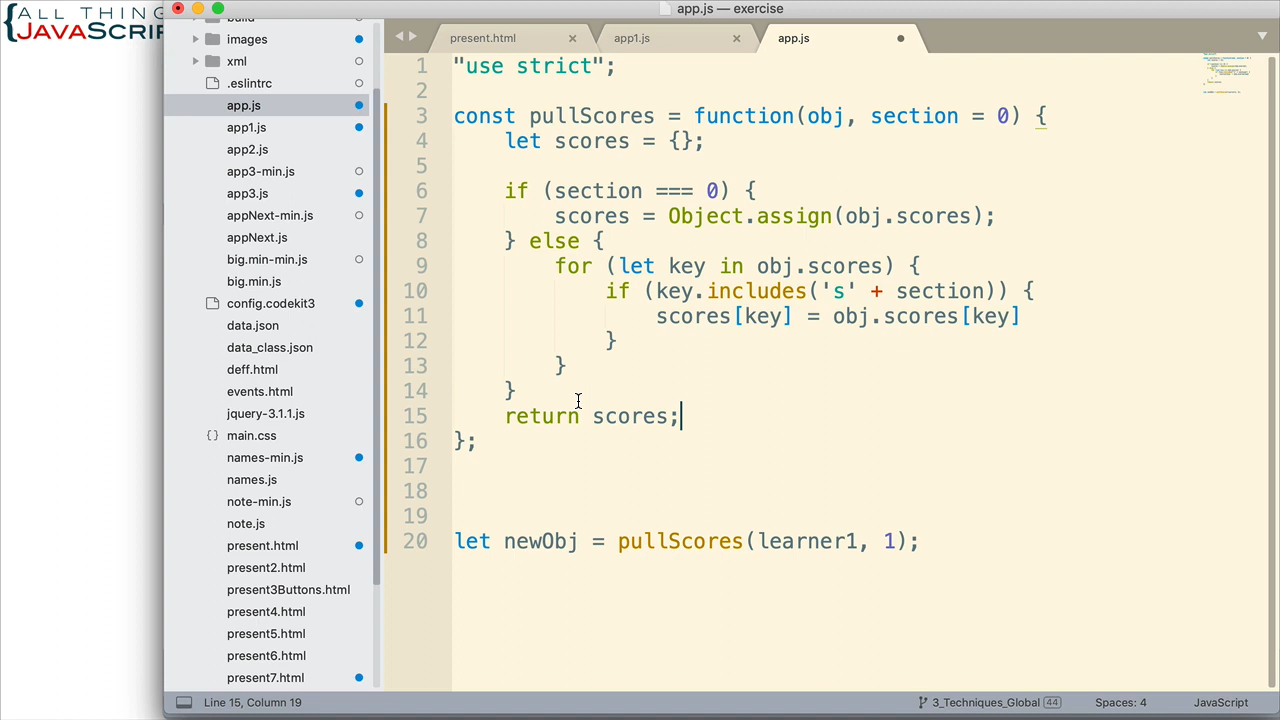 {ALL THING
JAVASCRIP
app.js — exercise
build
images
xml
.eslintrc
app.js
app1.js
app2.js
app3-min.js
app3.js
appNext-min.js
appNext.js
big.min-min.js
big.min.js
config.codekit3
data.json
data_class.json
deff.html
events.html
jquery-3.1.1.js
{} main.css
names-min.js
names.js
note-min.js
note.js
present.html
present2.html
present3Buttons.html
present4.html
present5.html
present6.html
present7.html
present.html × app1.js × app.js
1 "use strict";
2
3 const pullScores = function(obj, section = 0) {
4 let scores = {};
5
6 if (section === 0) {
7 scores = Object.assign(obj.scores);
8 } else {
9 for (let key in obj.scores) {
10 if (key.includes('s' + section)) {
11 scores[key] = obj.scores[key]
12 }
13 }
14 }
15 return scores;
16 };
17
18
19
20 let newObj = pullScores(learner1, 1);
Line 15, Column 19 3_Techniques_Global 44 Spaces: 4 JavaScript